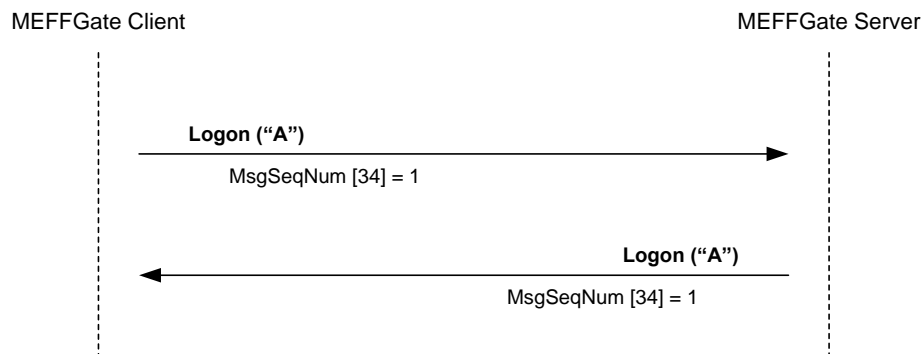 MEFFGate Client
MEFFGate Server
Logon (“A”)
MsgSeqNum [34] = 1
Logon (“A”)
MsgSeqNum [34] = 1